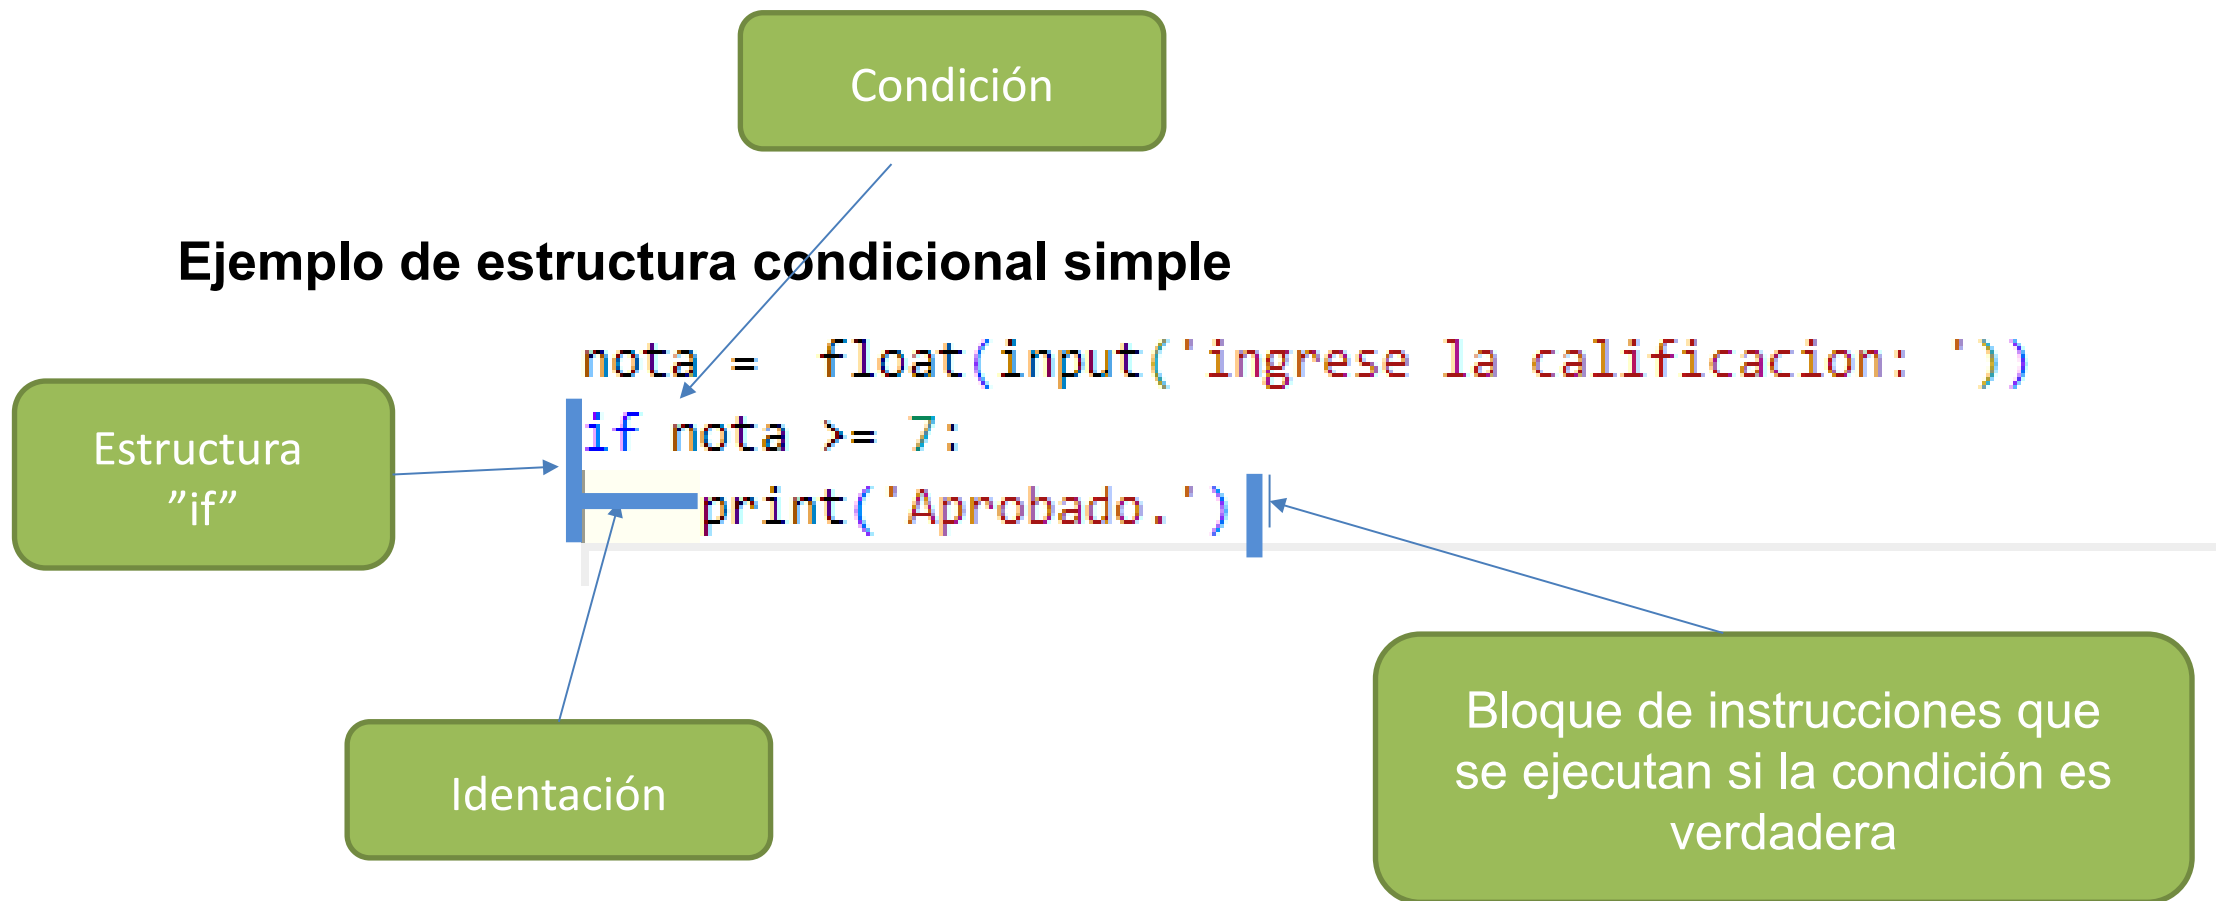 Condición
Ejemplo de estructura condicional simple
nota =  float(input('ingrese la calificacion: '))
if nota >= 7:
print('Aprobado.')
Estructura
”if”
Identación
Bloque de instrucciones que
se ejecutan si la condición es
verdadera